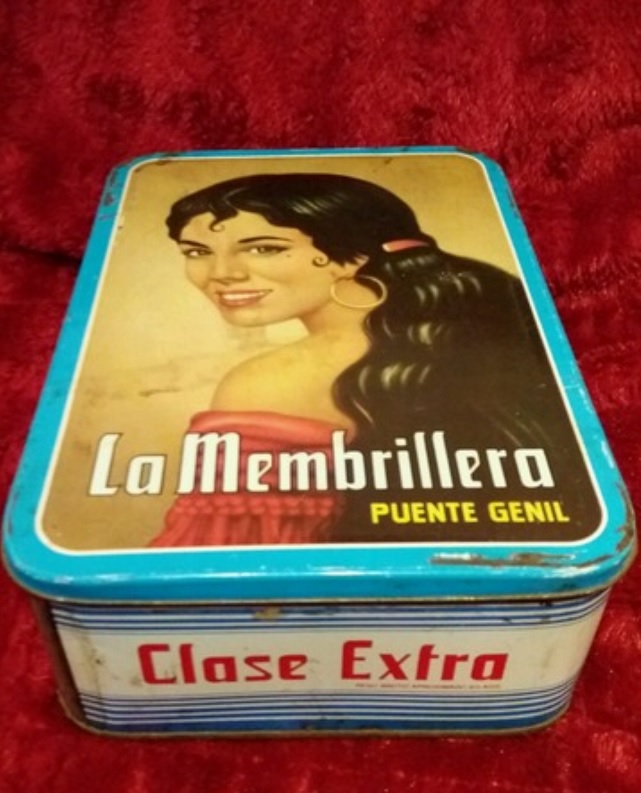 La Membrillera
PUENTE GENIL
Clase Extra